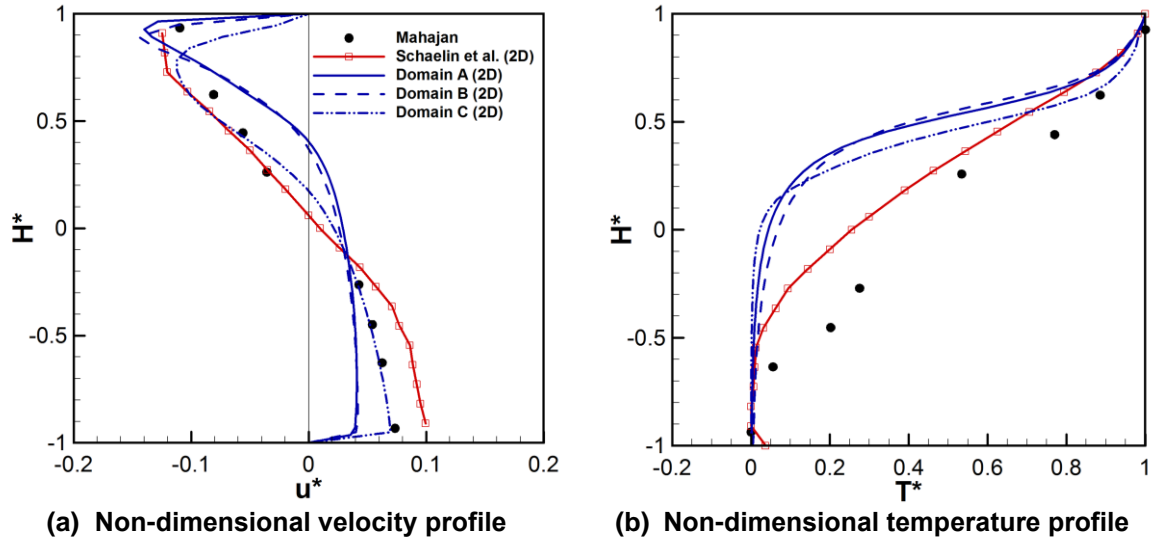 1
0.5
0
-0.5
-1
H*
-0.2
-0.1
0
0.1
0.2
u*
Mahajan
Schaelin et al. (2D)
Domain A (2D)
Domain B (2D)
Domain C (2D)
(a) Non-dimensional velocity profile
1
0.5
0
-0.5
-1
H*
-0.2
0
0.2
0.4
0.6
0.8
1
T*
(b) Non-dimensional temperature profile